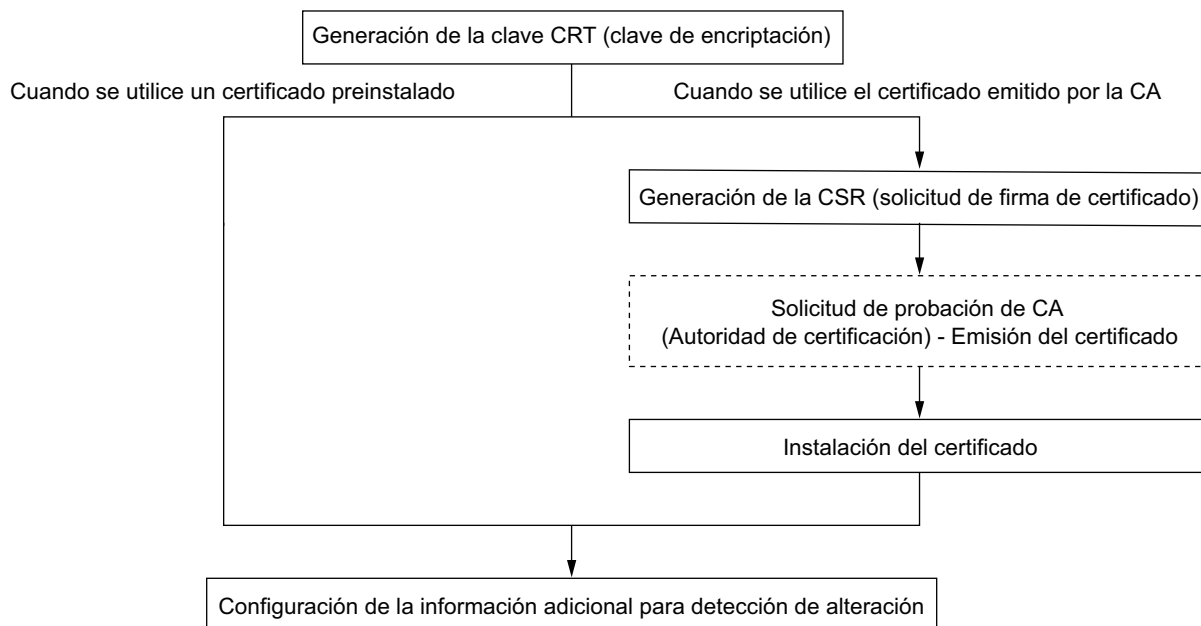 Generación de la clave CRT (clave de encriptación)
Cuando se utilice un certificado preinstalado
Cuando se utilice el certificado emitido por la CA
Generación de la CSR (solicitud de firma de certificado)
Solicitud de probación de CA
(Autoridad de certificación) - Emisión del certificado
Instalación del certificado
Configuración de la información adicional para detección de alteración